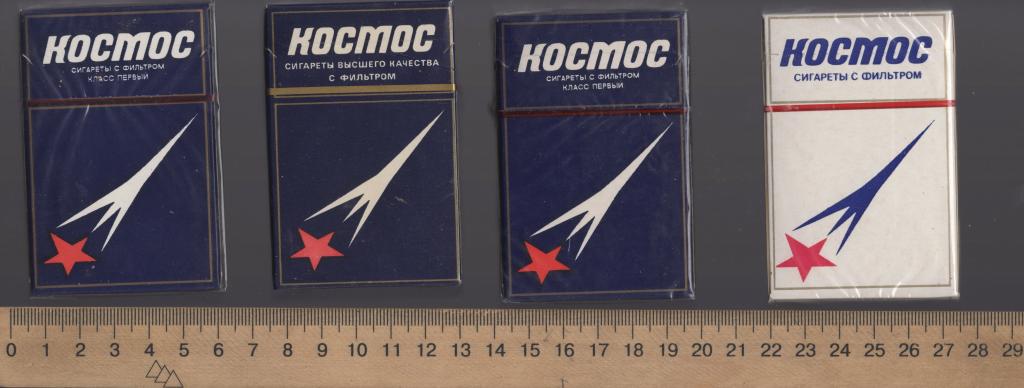 КОСМОС
СИГАРЕТЫ С ФИЛЬТРОМ
КЛАСС ПЕРВЫЙ
КОСМОС
СИГАРЕТЫ ВЫСШЕГО КАЧЕСТВА
С ФИЛЬТРОМ
КОСМОС
СИГАРЕТЫ С ФИЛЬТРОМ
КЛАСС ПЕРВЫЙ
КОСМОС
СИГАРЕТЫ С ФИЛЬТРОМ
0 1 2 3 4 5 6 7 8 9 10 11 12 13 14 15 16 17 18 19 20 21 22 23 24 25 26 27 28 29